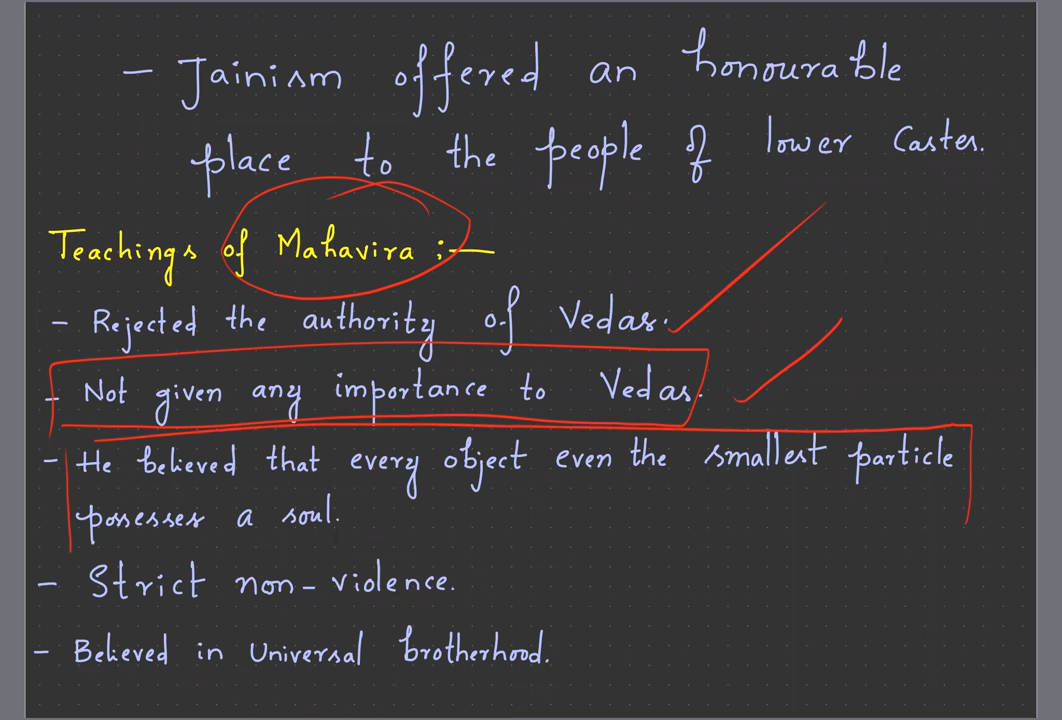 - Jainism offered an honourable
place to the people of lower Castes.
Teachings of Mahavira :—
- Rejected the authority of Vedas.
- Not given any importance to Vedas.
- He believed that every object even the smallest particle
possesses a soul.
- Strict non-violence.
- Believed in Universal brotherhood.